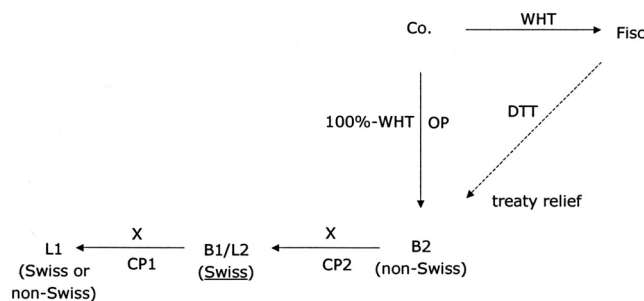 Co.
WHT
Fisc
100%-WHT
OP
DTT
treaty relief
L1
(Swiss or
non-Swiss)
X
CP1
B1/L2
(Swiss)
X
CP2
B2
(non-Swiss)